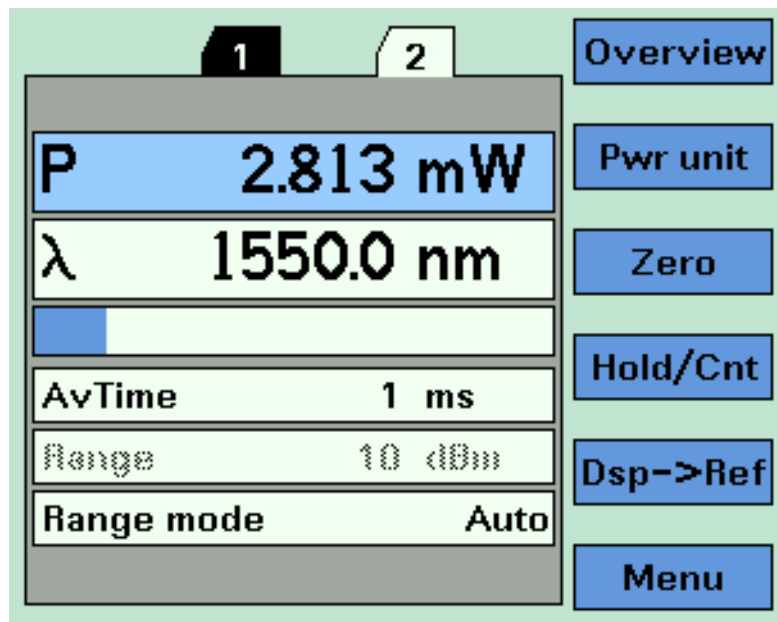 1
2
P 2.813 mW
λ 1550.0 nm
AvTime 1 ms
Range 10 dBm
Range mode Auto
Overview
Pwr unit
Zero
Hold/Cnt
Dsp->Ref
Menu